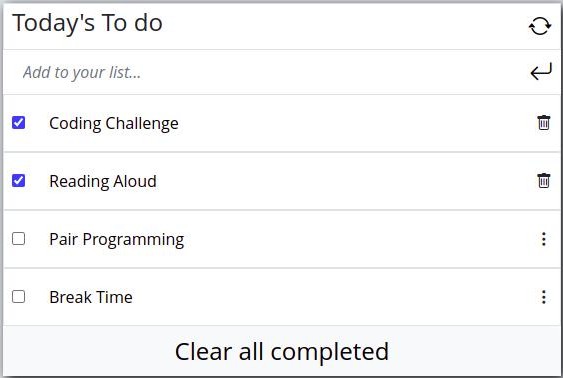 Today's To do
Add to your list...
Coding Challenge
Reading Aloud
Pair Programming
Break Time
Clear all completed